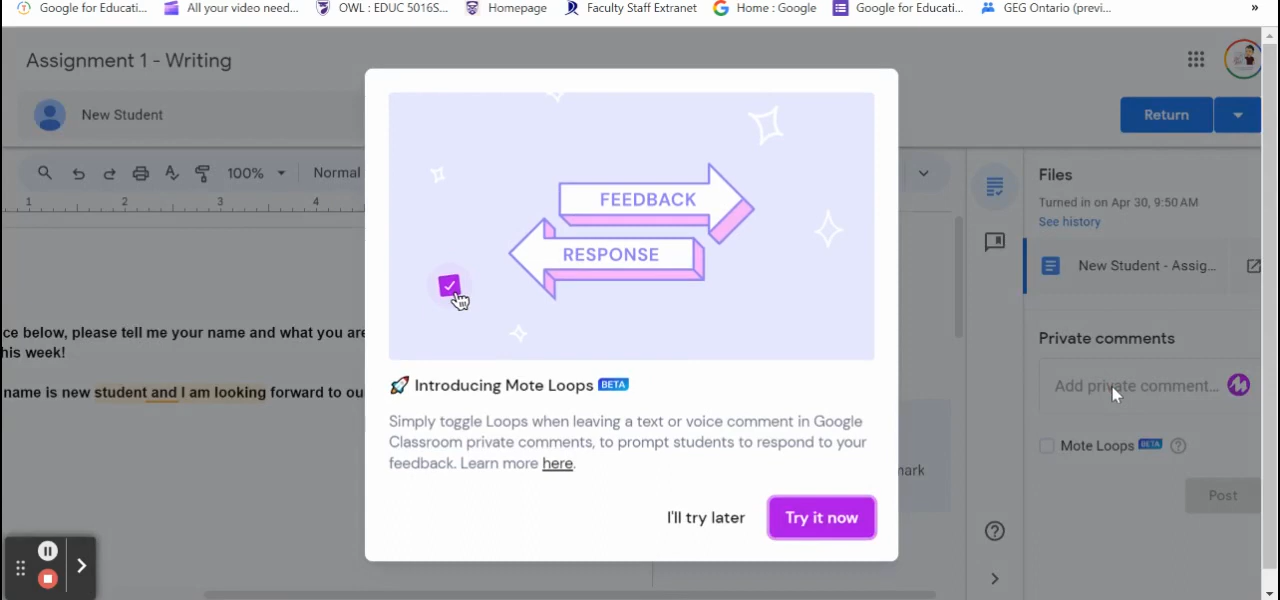 Google for Educati... All your video need... OWL : EDUC 5016S... Homepage Faculty Staff Extranet Home : Google Google for Educati... GEG Ontario (previ... »
Assignment 1 - Writing
New Student
Return
100% Normal
1 2 3 4
ce below, please tell me your name and what you are
his week!
name is new student and I am looking forward to ou
FEEDBACK
RESPONSE
Introducing Mote Loops BETA
Simply toggle Loops when leaving a text or voice comment in Google
Classroom private comments, to prompt students to respond to your
feedback. Learn more here.
I'll try later Try it now
Files
Turned in on Apr 30, 9:50 AM
See history
New Student - Assig...
Private comments
Add private comment...
Mote Loops BETA
nark
Post